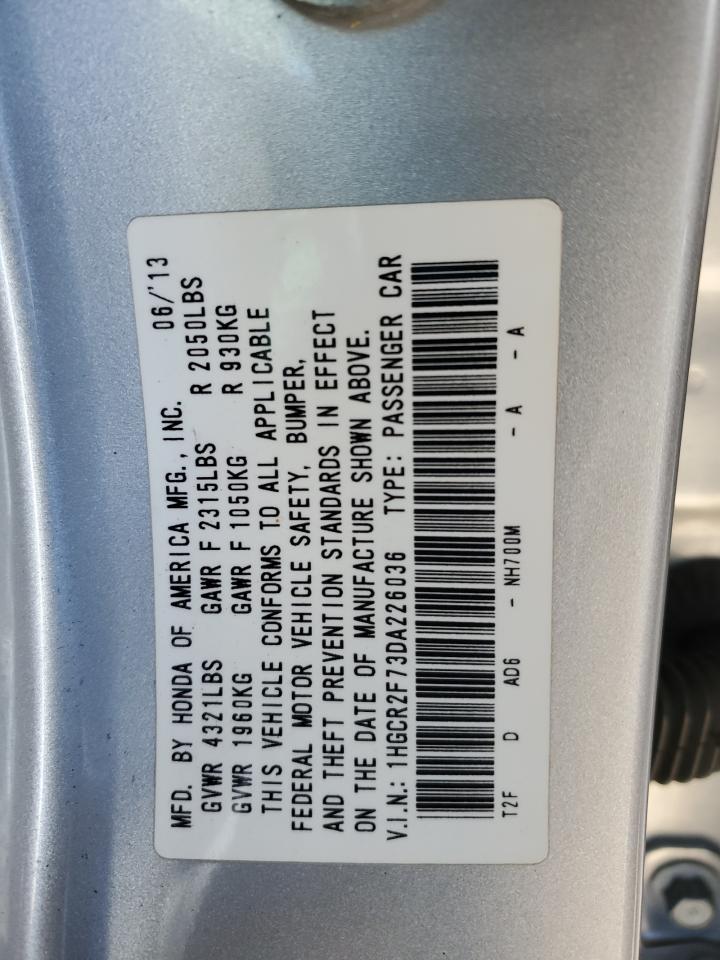 MFD. BY HONDA OF AMERICA MFG., INC. 06/'13
GVWR 4321LBS GAWR F 2315LBS R 2050LBS
GVWR 1960KG GAWR F 1050KG R 930KG
THIS VEHICLE CONFORMS TO ALL APPLICABLE
FEDERAL MOTOR VEHICLE SAFETY, BUMPER,
AND THEFT PREVENTION STANDARDS IN EFFECT
ON THE DATE OF MANUFACTURE SHOWN ABOVE.
V.I.N.: 1HGCR2F73DA226036 TYPE: PASSENGER CAR
T2F D AD6 - NH700M - A - A